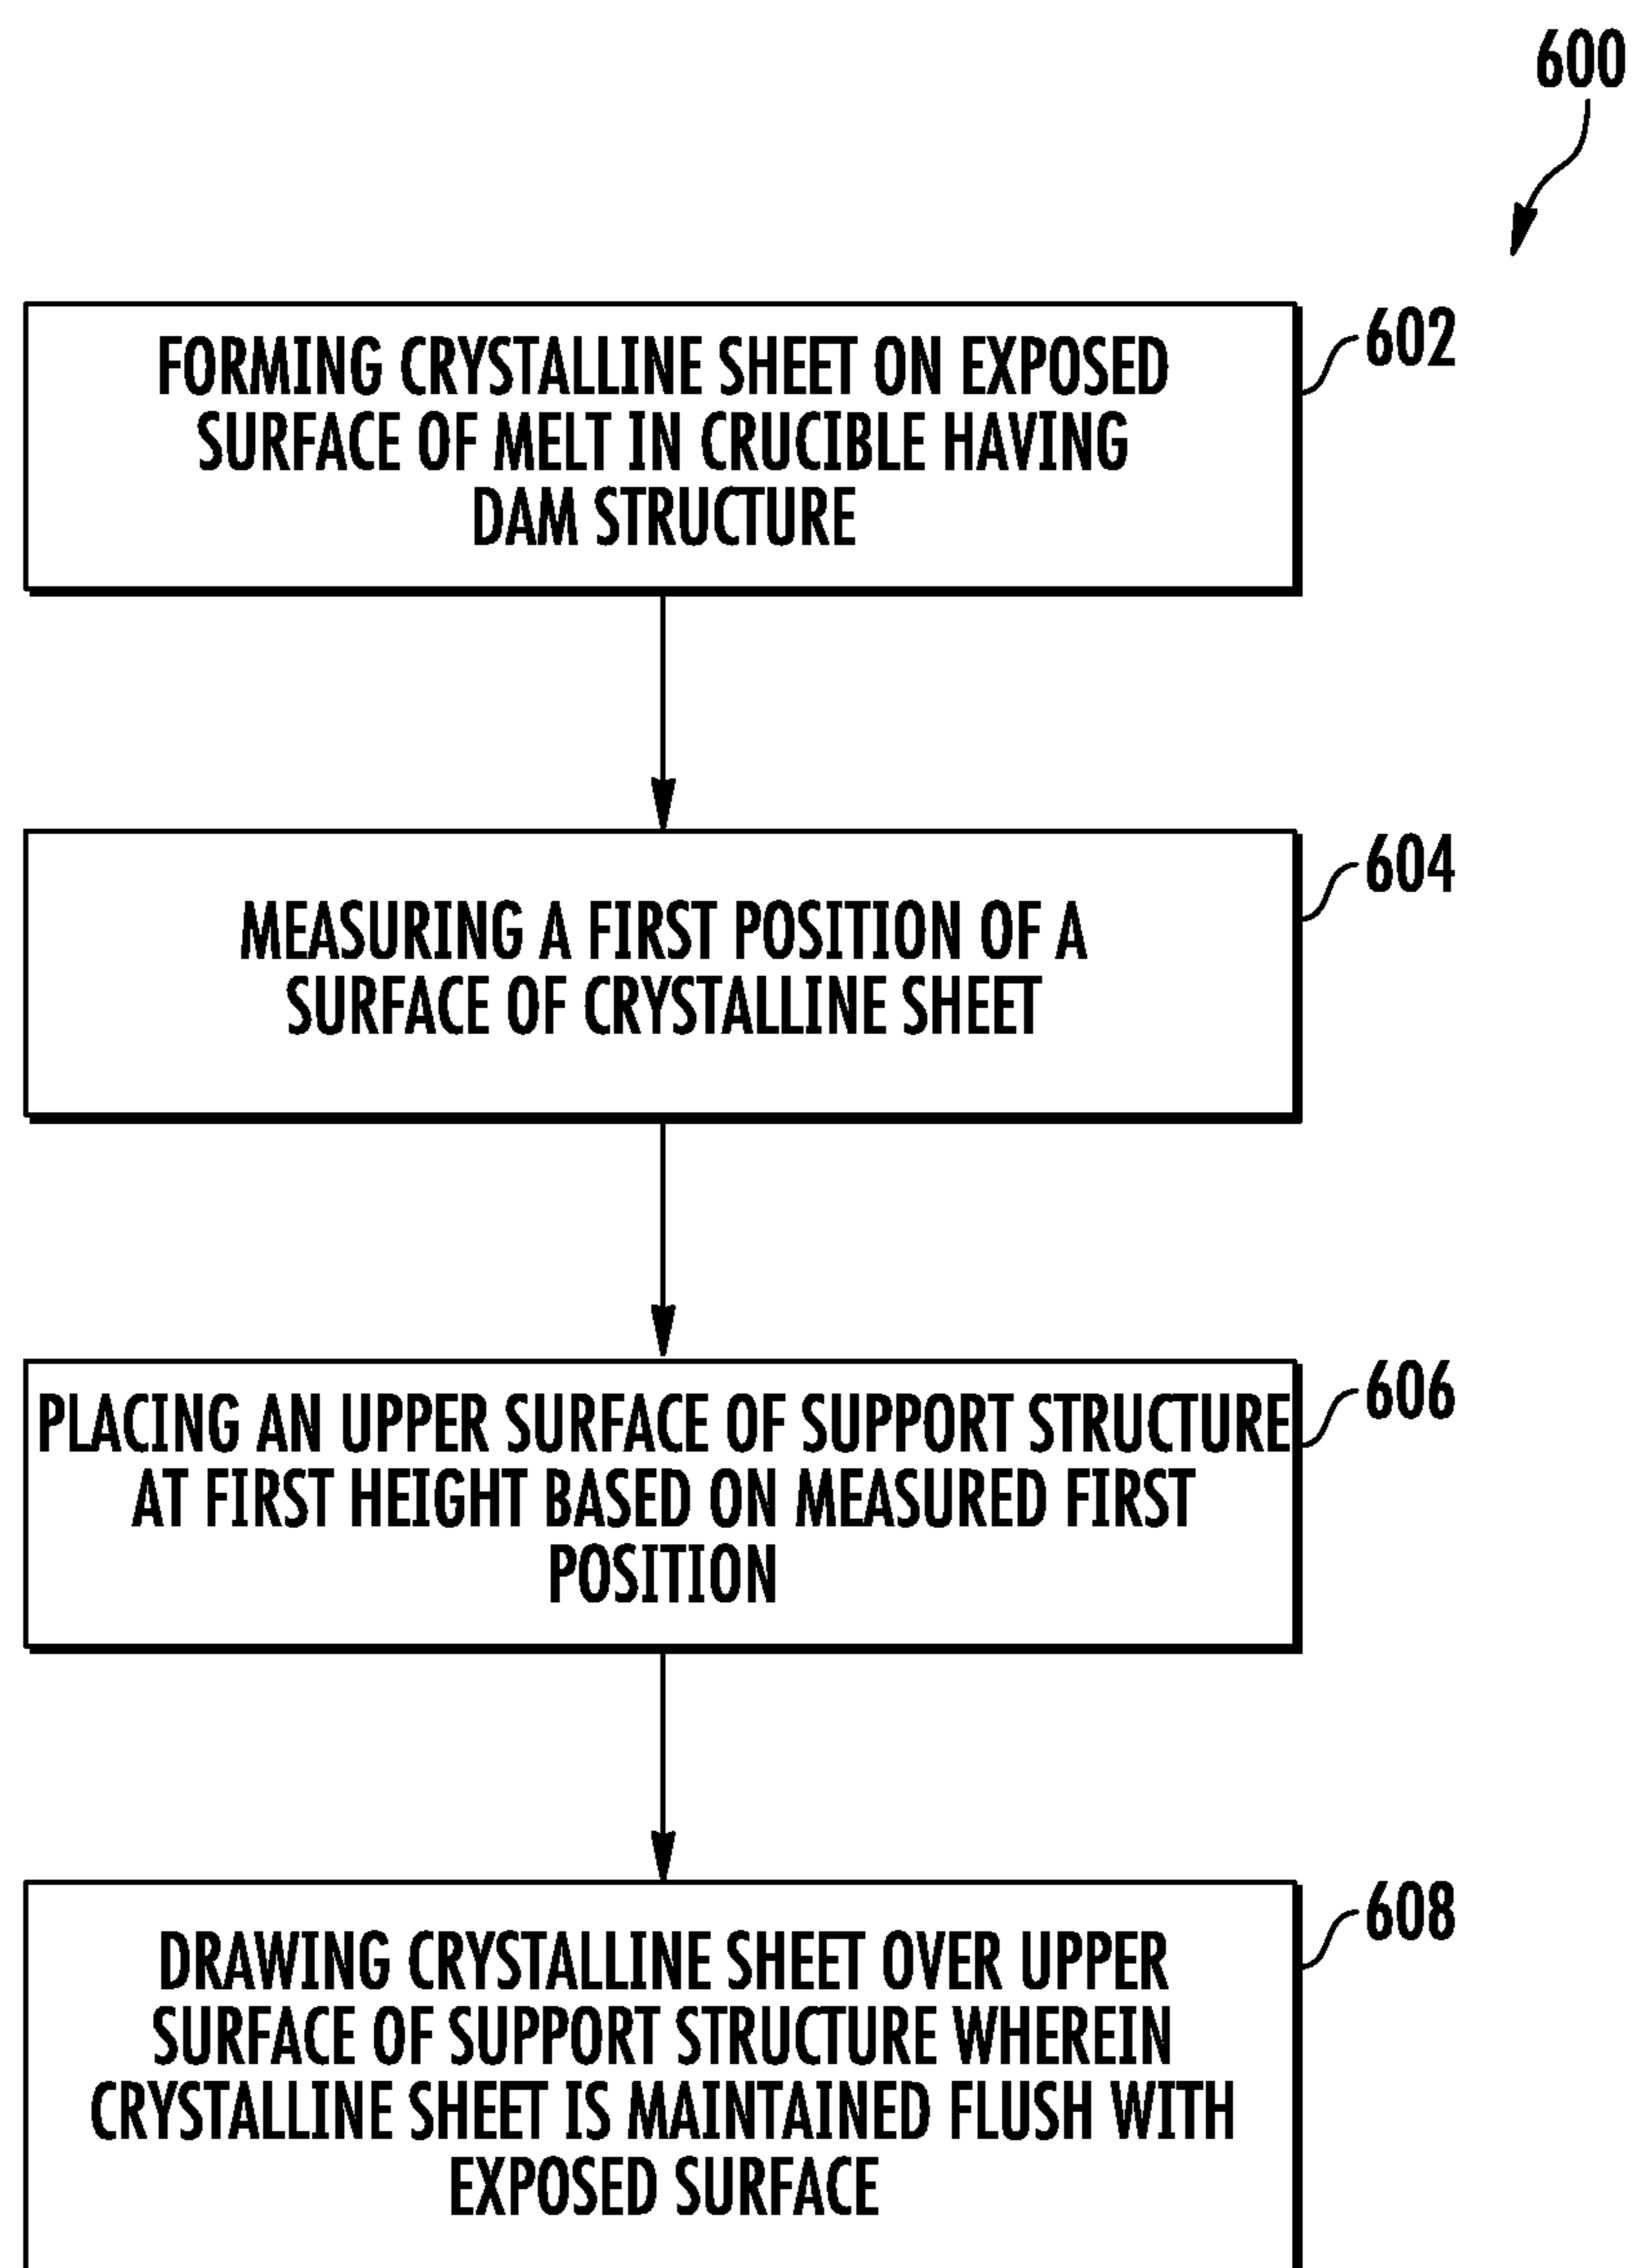 600
FORMING CRYSTALLINE SHEET ON EXPOSED
SURFACE OF MELT IN CRUCIBLE HAVING
DAM STRUCTURE
602
MEASURING A FIRST POSITION OF A
SURFACE OF CRYSTALLINE SHEET
604
PLACING AN UPPER SURFACE OF SUPPORT STRUCTURE
AT FIRST HEIGHT BASED ON MEASURED FIRST
POSITION
606
DRAWING CRYSTALLINE SHEET OVER UPPER
SURFACE OF SUPPORT STRUCTURE WHEREIN
CRYSTALLINE SHEET IS MAINTAINED FLUSH WITH
EXPOSED SURFACE
608